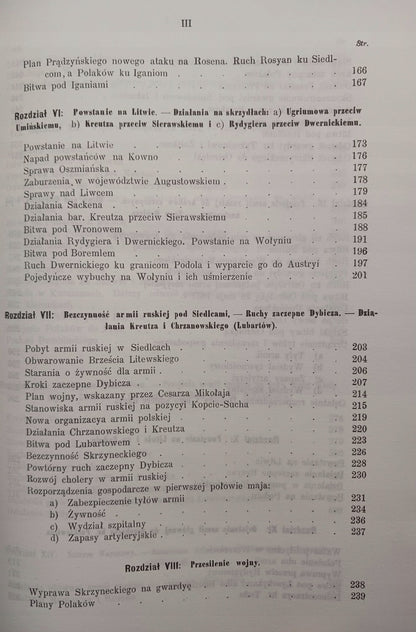 III
Str.
Plan Prądzyńskiego nowego ataku na Rosena. Ruch Rosyan ku Siedl-
com, a Polaków ku Iganiom . . . . . . 166
Bitwa pod Iganiami . . . . . . . . 167
Rozdział VI: Powstanie na Litwie. — Działania na skrzydłach: a) Ugriumowa przeciw
Umińskiemu, b) Kreutza przeciw Sierawskiemu i c) Rydygiera przeciw Dwernickiemu.
Powstanie na Litwie . . . . . . . . 173
Napad powstańców na Kowno . . . . . . 176
Sprawa Oszmiańska . . . . . . . . 177
Zaburzenia w województwie Augustowskiem . . . . . 178
Sprawy nad Liwcem . . . . . . . . 179
Działania Sackena . . . . . . . . 184
Działania bar. Kreutza przeciw Sierawskiemu . . . . 185
Bitwa pod Wronowem . . . . . . . . 188
Działania Rydygiera i Dwernickiego. Powstanie na Wołyniu . . 191
Bitwa pod Boremlem . . . . . . . . 196
Ruch Dwernickiego ku granicom Podola i wyparcie go do Austryi . 197
Pojedyńcze wybuchy na Wołyniu i ich uśmierzenie . . . 201
Rozdział VII: Bezczynność armii ruskiej pod Siedlcami. — Ruchy zaczepne Dybicza. — Dzia-
łania Kreutza i Chrzanowskiego (Lubartów).
Pobyt armii ruskiej w Siedlcach . . . . . . 203
Obwarowanie Brześcia Litewskiego . . . . . . 204
Starania o żywność dla armii . . . . . . 206
Kroki zaczepne Dybicza . . . . . . . 207
Plan wojny, wskazany przez Cesarza Mikołaja . . . . 214
Stanowiska armii ruskiej na pozycyi Kopcie-Sucha . . . 215
Nowa organizacya armii polskiej . . . . . . 219
Działania Chrzanowskiego i Kreutza . . . . . 220
Bitwa pod Lubartowem . . . . . . . 223
Bezczynność Skrzyneckiego . . . . . . 226
Powtórny ruch zaczepny Dybicza . . . . . . 228
Rozwój cholery w armii ruskiej . . . . . . 230
Rozporządzenia gospodarcze w pierwszej połowie maja:
a) Zabezpieczenie tyłów armii . . . . . . 231
b) Żywność . . . . . . . . 234
c) Wydział szpitalny . . . . . . . 236
d) Zapasy artyleryjskie . . . . . . . 237
Rozdział VIII: Przesilenie wojny.
Wyprawa Skrzyneckiego na gwardyę . . . . . 238
Plany Polaków . . . . . . . . 239